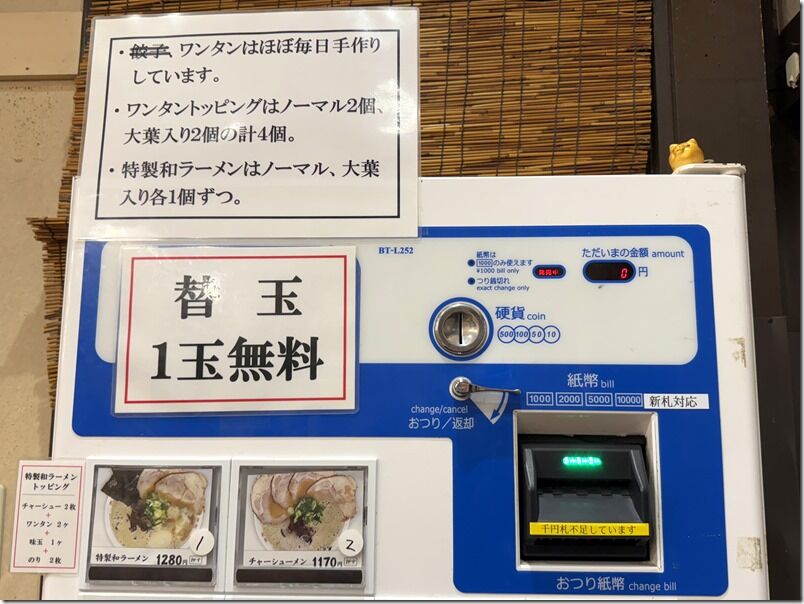 ・餃子、ワンタンはほぼ毎日手作り
しています。
・ワンタントッピングはノーマル2個、
大葉入り2個の計4個。
・特製和ラーメンはノーマル、大葉
入り各1個ずつ。
替 玉
1玉無料
BT-L252
紙幣は
1000のみ使えます
¥1000 bill only
つり銭切れ
exact change only
発売中
ただいまの金額 amount
0 円
硬貨 coin
500 100 50 10
紙幣 bill
1000 2000 5000 10000 新札対応
change/cancel
おつり/返却
千円札不足しています
おつり紙幣 change bill
特製和ラーメン
トッピング
チャーシュー 2枚
+
ワンタン 2ケ
+
味玉 1ケ
+
のり 2枚
1
特製和ラーメン 1280円
2
チャーシューメン 1170円